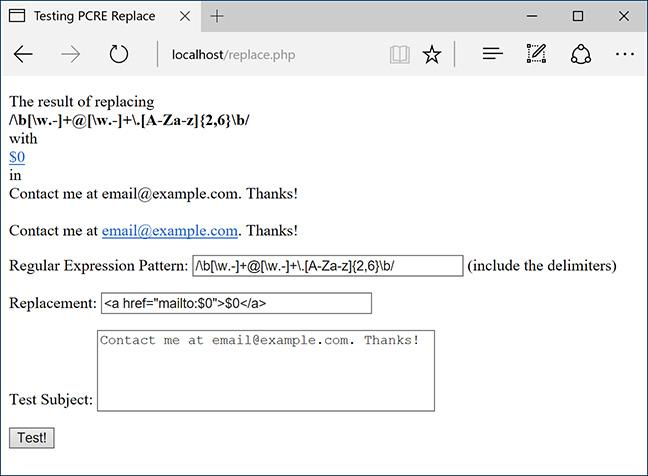 Testing PCRE Replace
localhost/replace.php
The result of replacing
/\b[\w.-]+@[\w.-]+\.[A-Za-z]{2,6}\b/
with
$0
in
Contact me at email@example.com. Thanks!
Contact me at email@example.com. Thanks!
Regular Expression Pattern: /\b[\w.-]+@[\w.-]+\.[A-Za-z]{2,6}\b/ (include the delimiters)
Replacement: <a href="mailto:$0">$0</a>
Contact me at email@example.com. Thanks!
Test Subject:
Test!